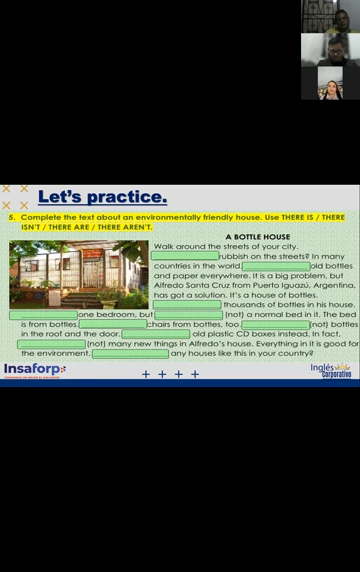 Let's practice.
5. Complete the text about an environmentally friendly house. Use THERE IS / THERE
ISN'T / THERE ARE / THERE AREN'T.
A BOTTLE HOUSE
Walk around the streets of your city.
rubbish on the streets? In many
countries in the world, old bottles
and paper everywhere. It is a big problem, but
Alfredo Santa Cruz from Puerto Iguazú, Argentina,
has got a solution. It's a house of bottles.
thousands of bottles in his house.
one bedroom, but (not) a normal bed in it. The bed
is from bottles. chairs from bottles, too. (not) bottles
in the roof and the door. old plastic CD boxes instead. In fact,
(not) many new things in Alfredo's house. Everything in it is good for
the environment. any houses like this in your country?
Insaforp
Inglés
Corporativo